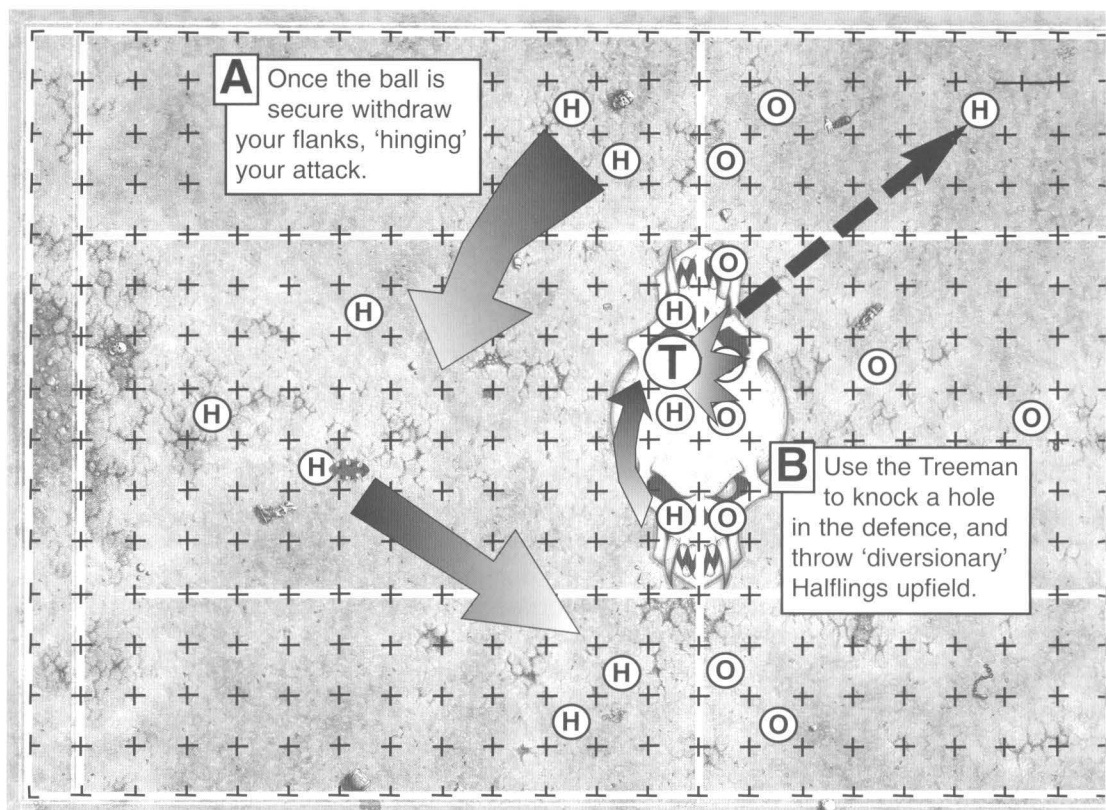 A Once the ball is
secure withdraw
your flanks, 'hinging'
your attack.
H
O
H
H
O
O
H
H
T
O
H
H
O
O
H
B Use the Treeman
to knock a hole
in the defence, and
throw 'diversionary'
Halflings upfield.
H
O
H
O
H
O